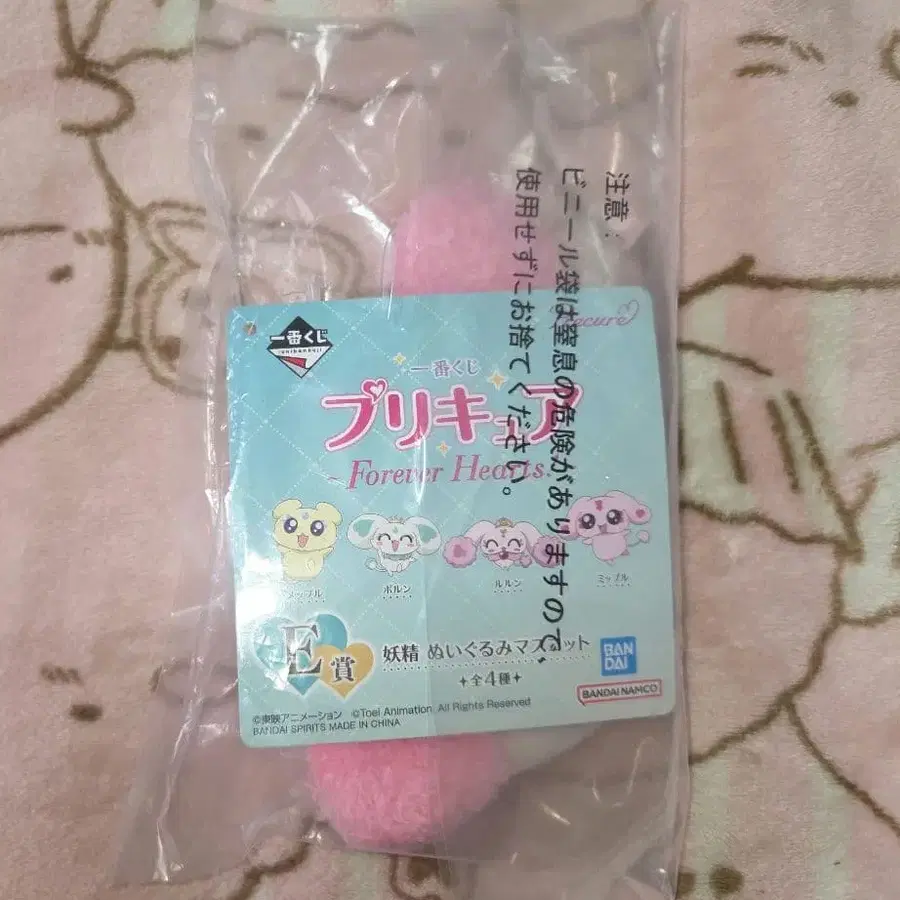 注意：
ビニール袋は窒息の危険がありますので、
使用せずにお捨てください。
一番くじ
ichibankuji
一番くじ
プリキュア
Forever Hearts
ポルン
ルルン
ミップル
E賞
妖精 ぬいぐるみマスコット
全4種
BAN
DAI
BANDAI NAMCO
©東映アニメーション ©Toei Animation All Rights Reserved
BANDAI SPIRITS MADE IN CHINA